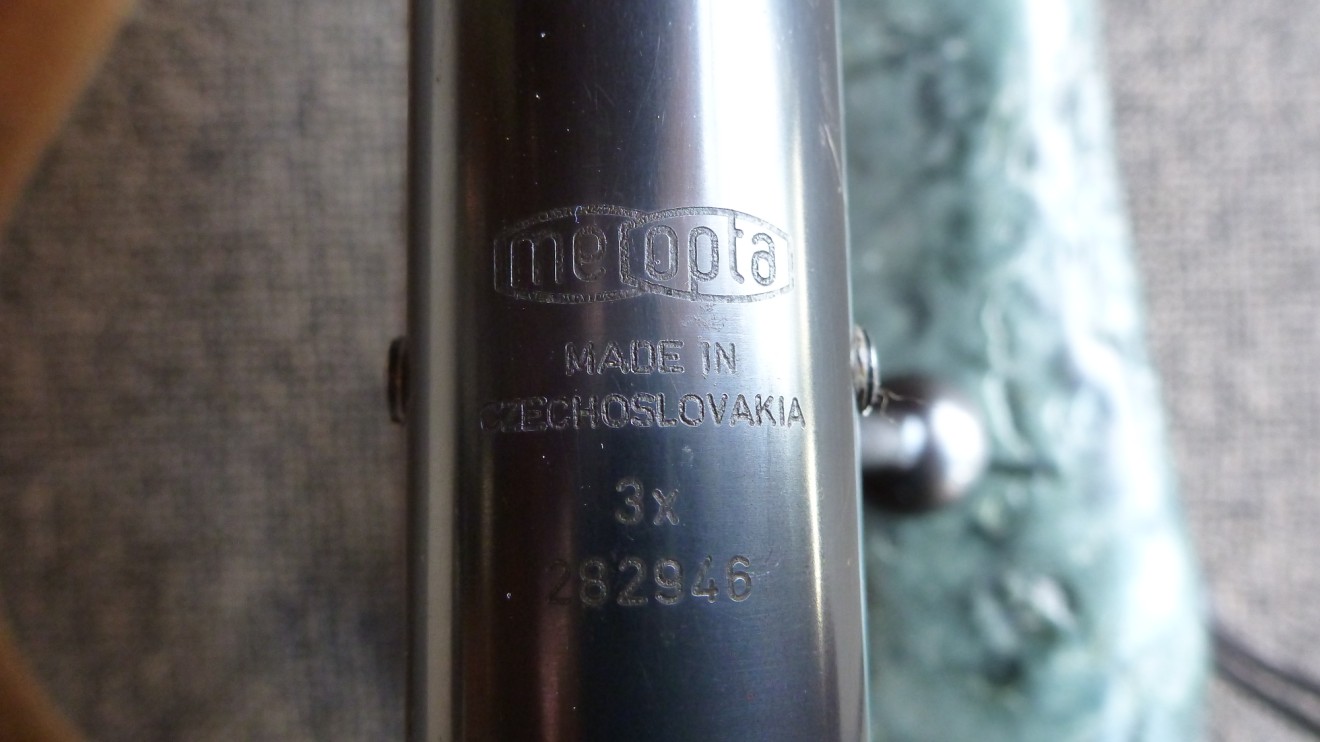 meopta
MADE IN
CZECHOSLOVAKIA
3x
282946